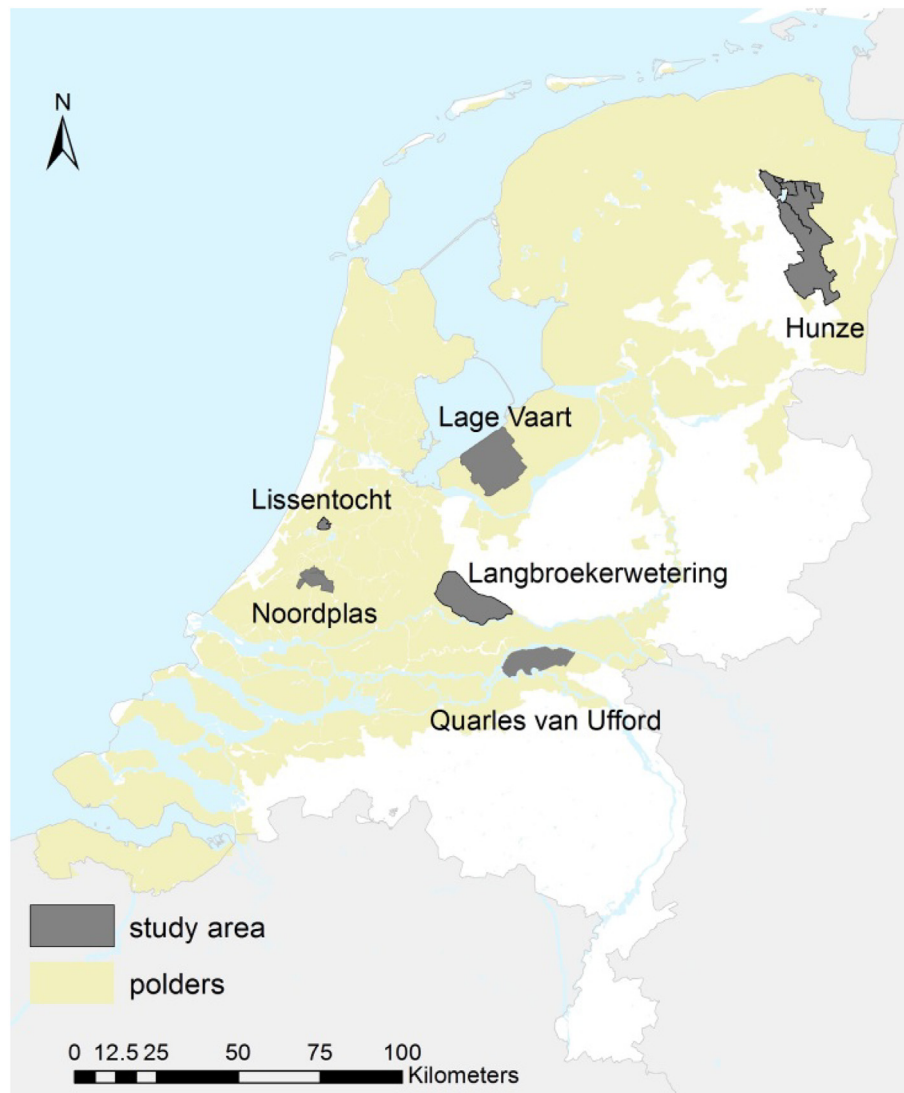 N
Hunze
Lage Vaart
Lissentocht
Langbroekerwetering
Noordplas
Quarles van Ufford
study area
polders
0 12.5 25 50 75 100
Kilometers